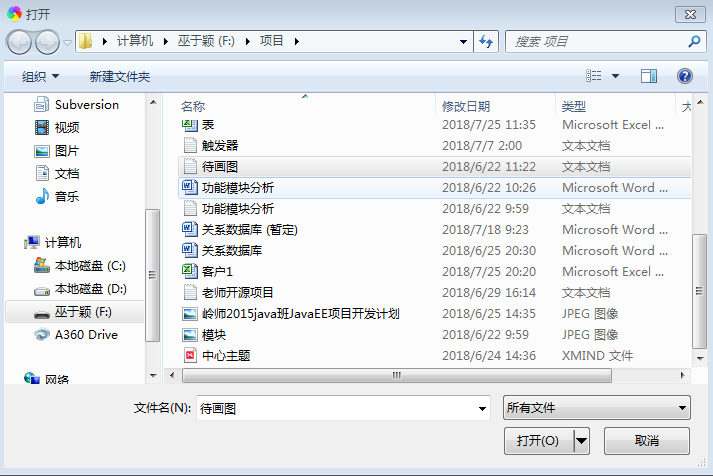 打开
计算机 巫于颖 (F:) 项目 搜索 项目
组织 新建文件夹
Subversion
视频
图片
文档
音乐
计算机
本地磁盘 (C:)
本地磁盘 (D:)
巫于颖 (F:)
A360 Drive
网络
名称 修改日期 类型 大
表 2018/7/25 11:35 Microsoft Excel ...
触发器 2018/7/7 2:00 文本文档
待画图 2018/6/22 11:22 文本文档
功能模块分析 2018/6/22 10:26 Microsoft Word ...
功能模块分析 2018/6/22 9:59 文本文档
关系数据库 (暂定) 2018/7/18 9:23 Microsoft Word ...
关系数据库 2018/6/25 20:30 Microsoft Word ...
客户1 2018/7/25 20:20 Microsoft Excel ...
老师开源项目 2018/6/29 16:14 文本文档
岭师2015java班JavaEE项目开发计划 2018/6/25 14:35 JPEG 图像
模块 2018/6/22 9:59 JPEG 图像
中心主题 2018/6/24 14:36 XMIND 文件
文件名(N): 待画图 所有文件
打开(O) 取消